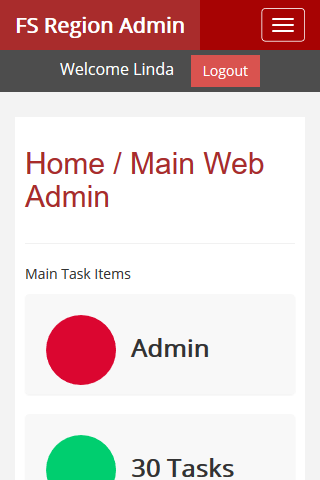 FS Region Admin
Welcome Linda
Logout
Home / Main Web
Admin
Main Task Items
Admin
30 Tasks